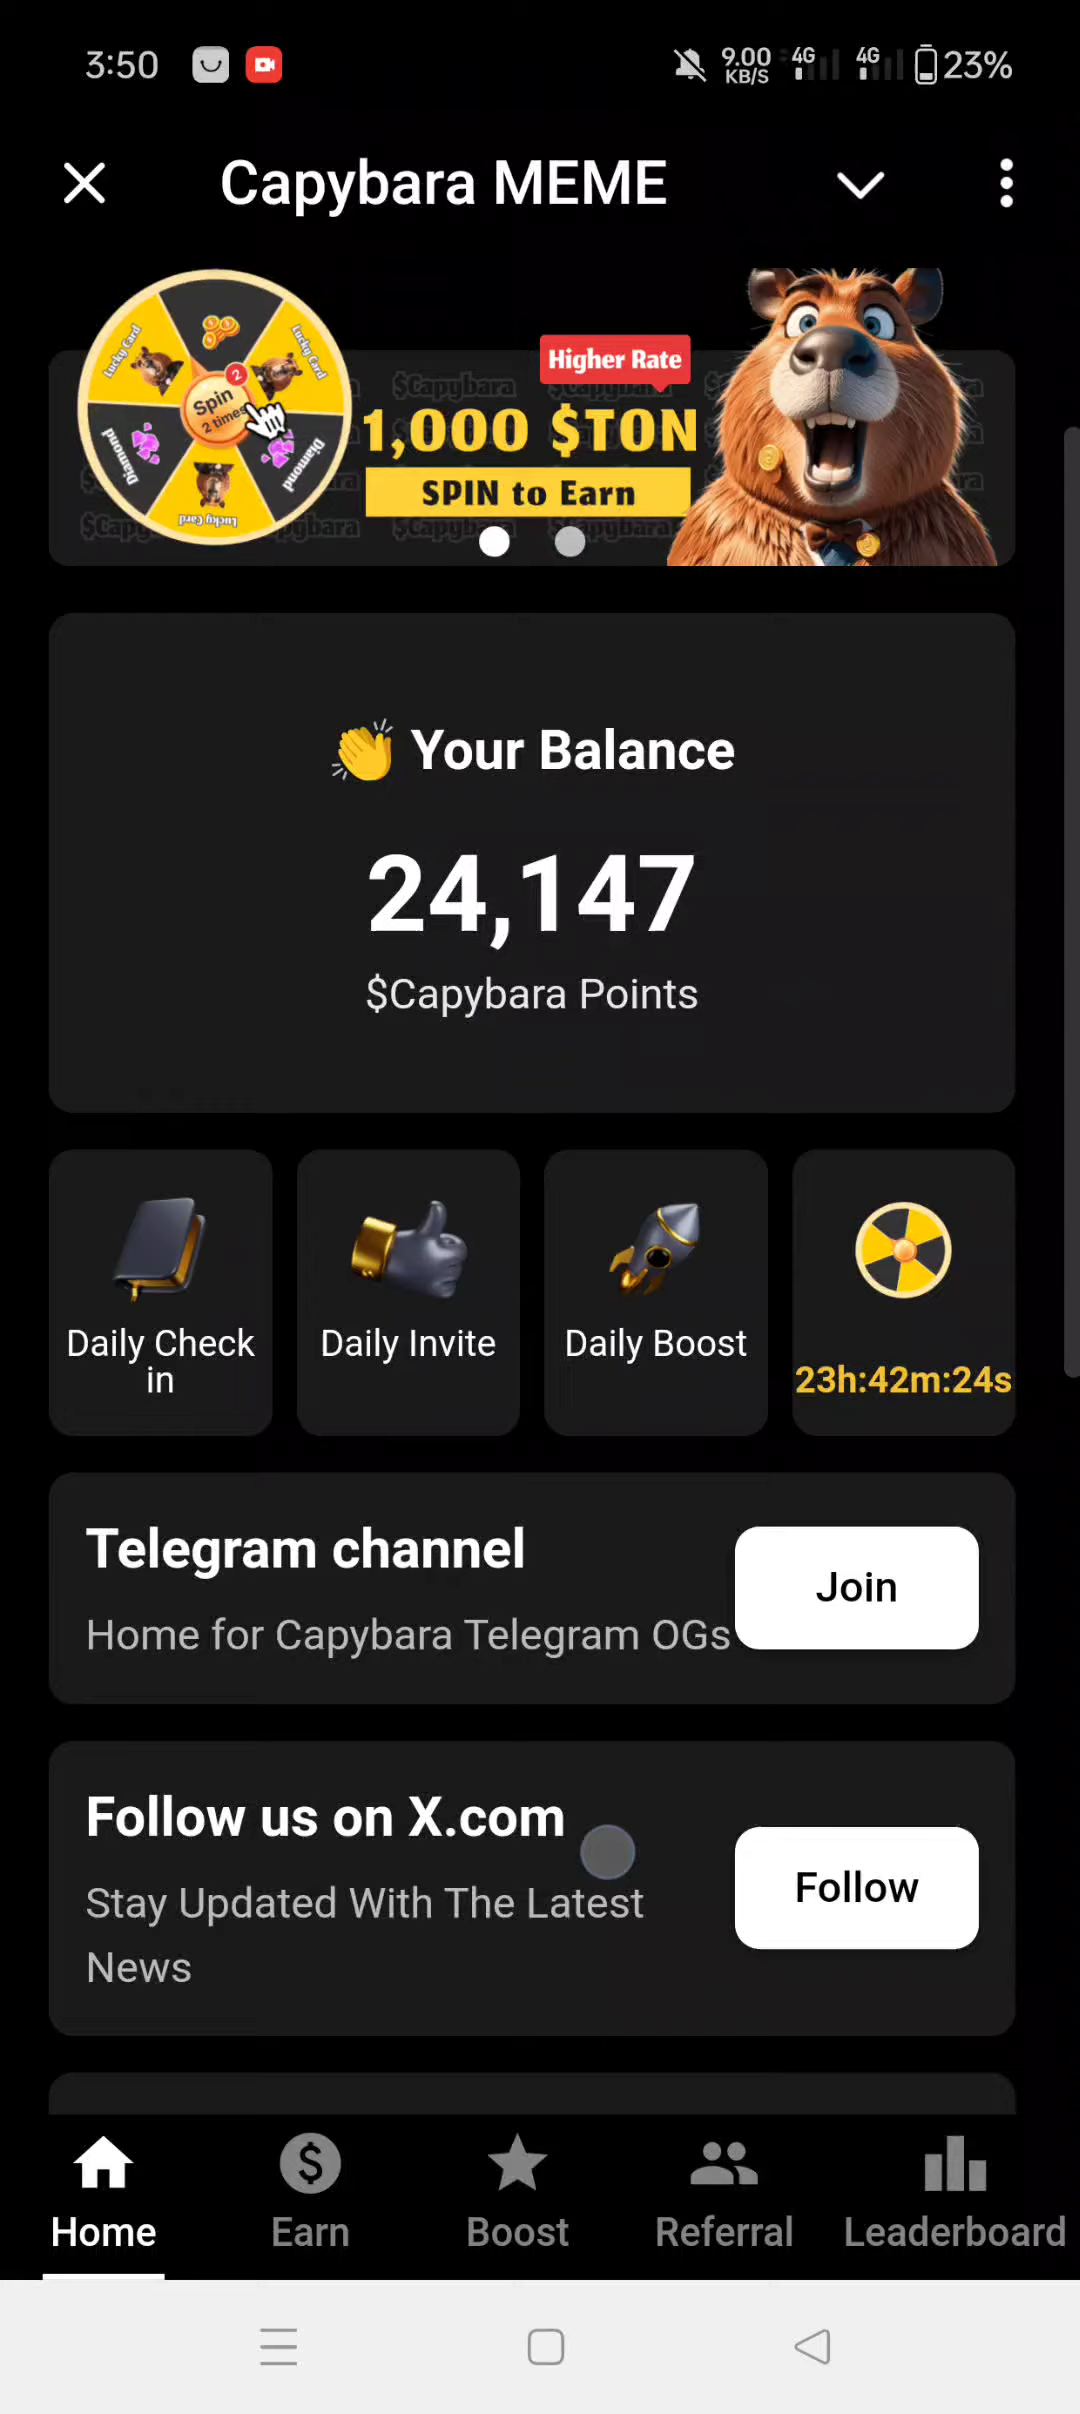 3:50
9.00
KB/S
4G
4G
23%
Capybara MEME
Lucky Card
Lucky Card
Diamond
Diamond
Lucky Card
Spin
2 times
2
Higher Rate
$Capybara
1,000 $TON
SPIN to Earn
Your Balance
24,147
$Capybara Points
Daily Check
in
Daily Invite
Daily Boost
23h:42m:24s
Telegram channel
Home for Capybara Telegram OGs
Join
Follow us on X.com
Stay Updated With The Latest
News
Follow
Home
Earn
Boost
Referral
Leaderboard